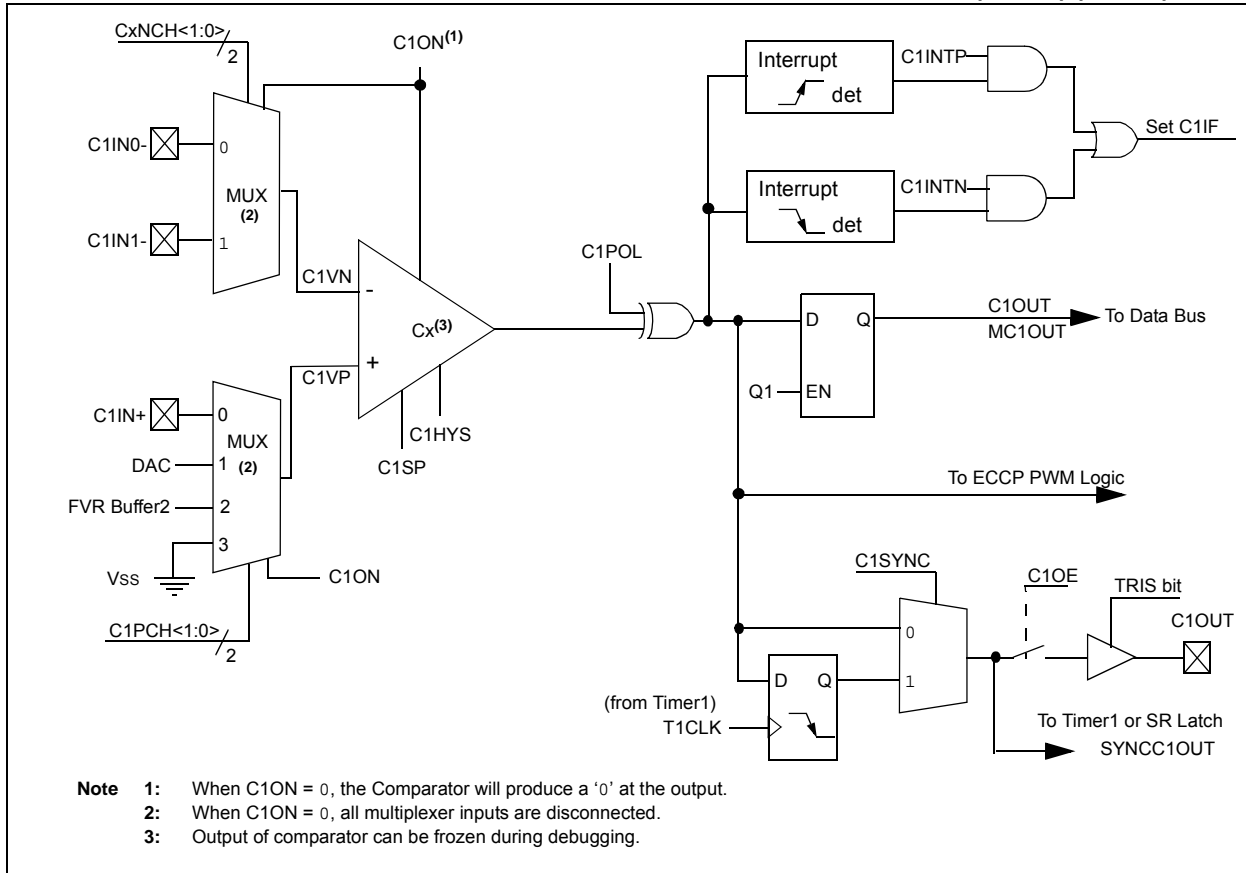 CxNCH<1:0>
2
C1ON(1)
C1IN0-
0
MUX
(2)
C1IN1-
1
C1VN
-
Cx(3)
+
C1VP
C1IN+
0
MUX
(2)
DAC
1
FVR Buffer2
2
3
VSS
C1ON
C1PCH<1:0>
2
C1HYS
C1SP
C1POL
Interrupt
det
C1INTP
Interrupt
det
C1INTN
Set C1IF
D Q
Q1
EN
C1OUT
MC1OUT
To Data Bus
To ECCP PWM Logic
C1SYNC
0
1
D Q
(from Timer1)
T1CLK
C1OE
TRIS bit
C1OUT
To Timer1 or SR Latch
SYNCC1OUT
Note 1: When C1ON = 0, the Comparator will produce a ‘0’ at the output.
2: When C1ON = 0, all multiplexer inputs are disconnected.
3: Output of comparator can be frozen during debugging.